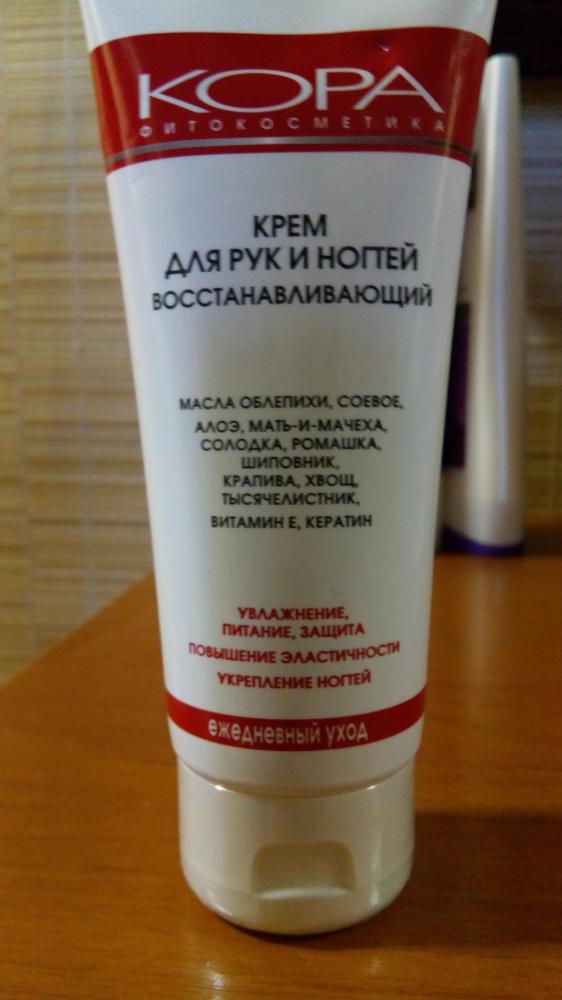 КОРА
ФИТОКОСМЕТИКА
КРЕМ
ДЛЯ РУК И НОГТЕЙ
ВОССТАНАВЛИВАЮЩИЙ
МАСЛА ОБЛЕПИХИ, СОЕВОЕ,
АЛОЭ, МАТЬ-И-МАЧЕХА,
СОЛОДКА, РОМАШКА,
ШИПОВНИК,
КРАПИВА, ХВОЩ,
ТЫСЯЧЕЛИСТНИК,
ВИТАМИН Е, КЕРАТИН
УВЛАЖНЕНИЕ,
ПИТАНИЕ, ЗАЩИТА
ПОВЫШЕНИЕ ЭЛАСТИЧНОСТИ
УКРЕПЛЕНИЕ НОГТЕЙ
ежедневный уход